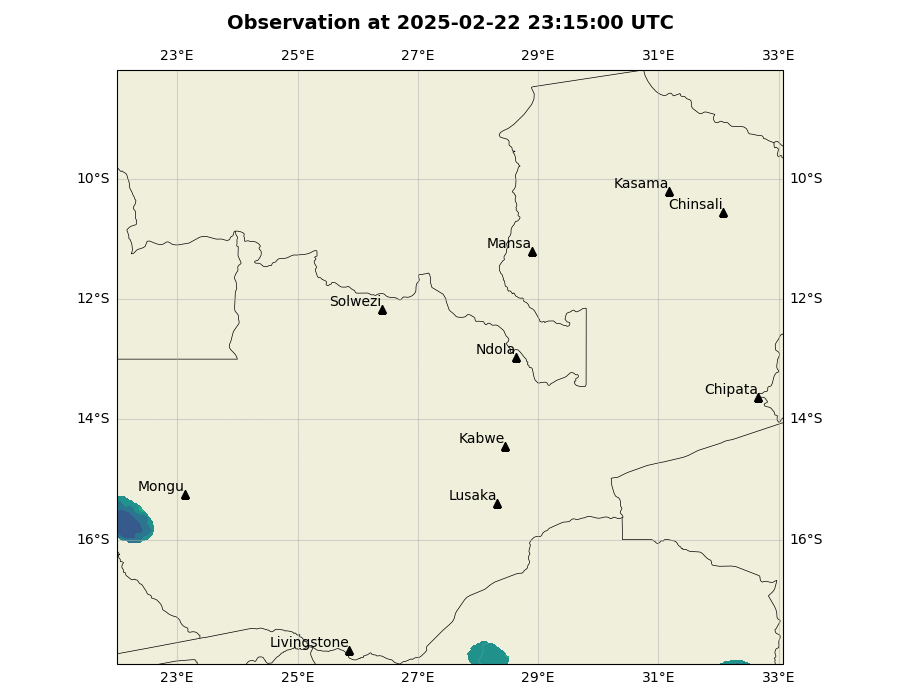 Observation at 2025-02-22 23:15:00 UTC
23°E 25°E 27°E 29°E 31°E 33°E
10°S 10°S
Kasama
Chinsali
Mansa
12°S 12°S
Solwezi
Ndola
Chipata
14°S 14°S
Kabwe
Mongu
Lusaka
16°S 16°S
Livingstone
23°E 25°E 27°E 29°E 31°E 33°E